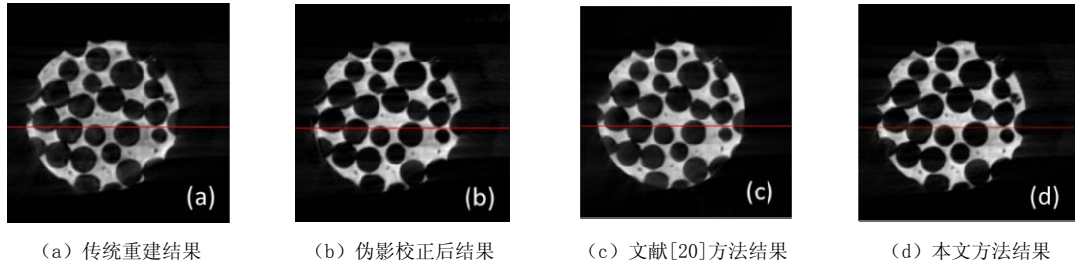 (a)
(b)
(c)
(d)
（a）传统重建结果
（b）伪影校正后结果
（c）文献[20]方法结果
（d）本文方法结果